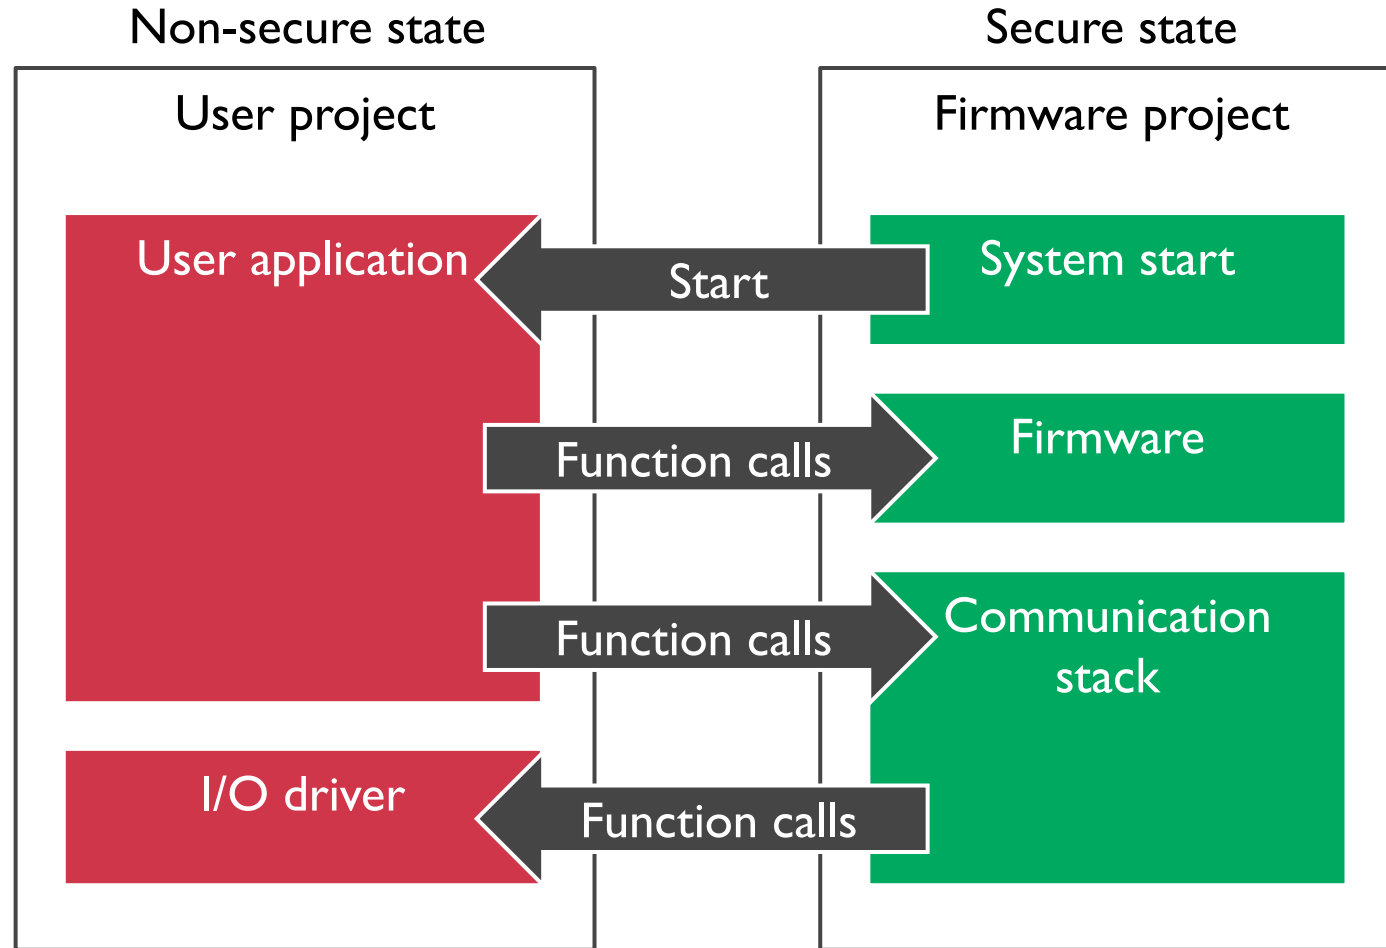 Non-secure state
Secure state
User project
Firmware project
User application
Start
System start
Function calls
Firmware
Function calls
Communication
stack
I/O driver
Function calls